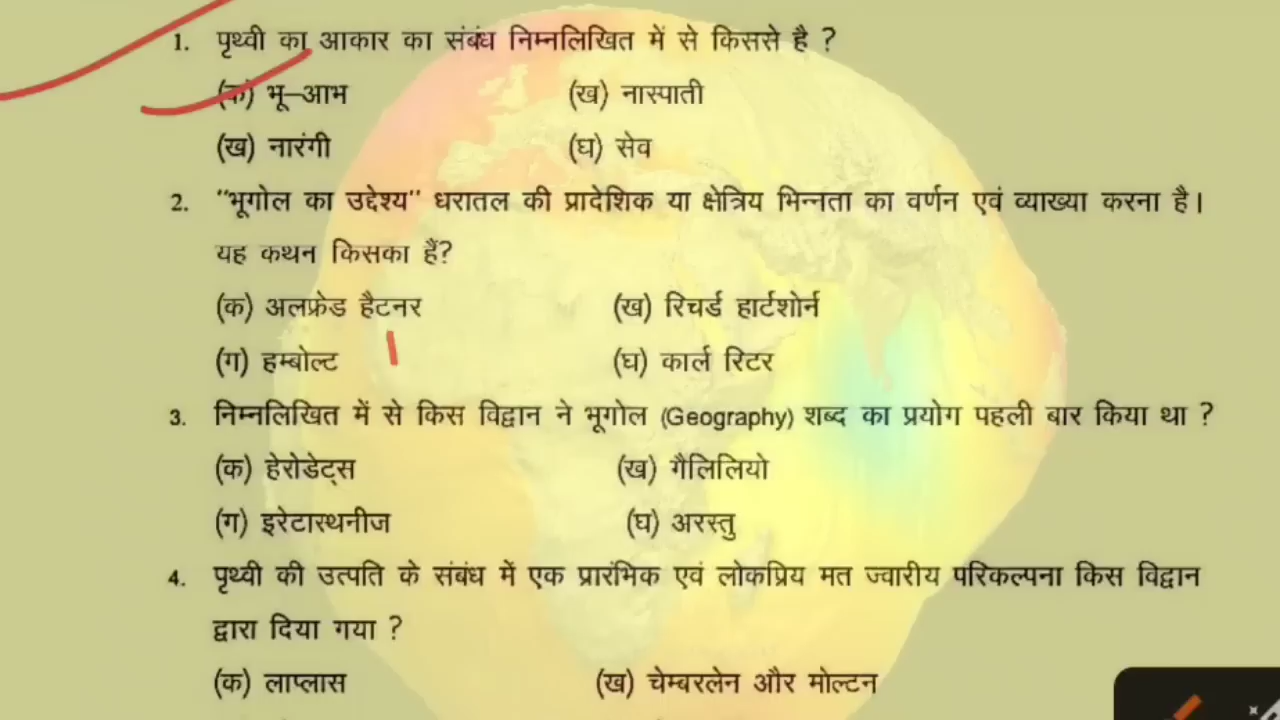 1. पृथ्वी का आकार का संबंध निम्नलिखित में से किससे है ?
(क) भू–आभ (ख) नास्पाती
(ख) नारंगी (घ) सेव
2. "भूगोल का उद्देश्य" धरातल की प्रादेशिक या क्षेत्रिय भिन्नता का वर्णन एवं व्याख्या करना है।
यह कथन किसका हैं?
(क) अलफ्रेड हैटनर (ख) रिचर्ड हार्टशोर्न
(ग) हम्बोल्ट (घ) कार्ल रिटर
3. निम्नलिखित में से किस विद्वान ने भूगोल (Geography) शब्द का प्रयोग पहली बार किया था ?
(क) हेरोडेट्स (ख) गैलिलियो
(ग) इरेटास्थनीज (घ) अरस्तु
4. पृथ्वी की उत्पति के संबंध में एक प्रारंभिक एवं लोकप्रिय मत ज्वारीय परिकल्पना किस विद्वान
द्वारा दिया गया ?
(क) लाप्लास (ख) चेम्बरलेन और मोल्टन